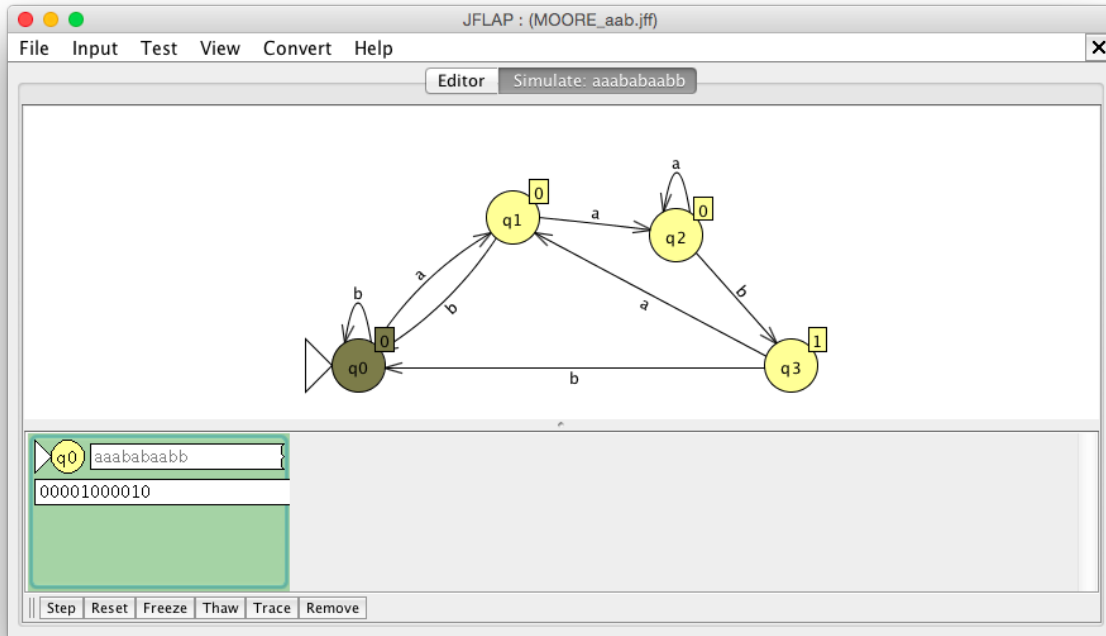 JFLAP : (MOORE_aab.jff)
File Input Test View Convert Help
Editor Simulate: aaababaabb
a
0
0
q1
a
q2
a
b
b
b
a
0
1
q0
q3
b
q0 aaababaabb
00001000010
Step Reset Freeze Thaw Trace Remove